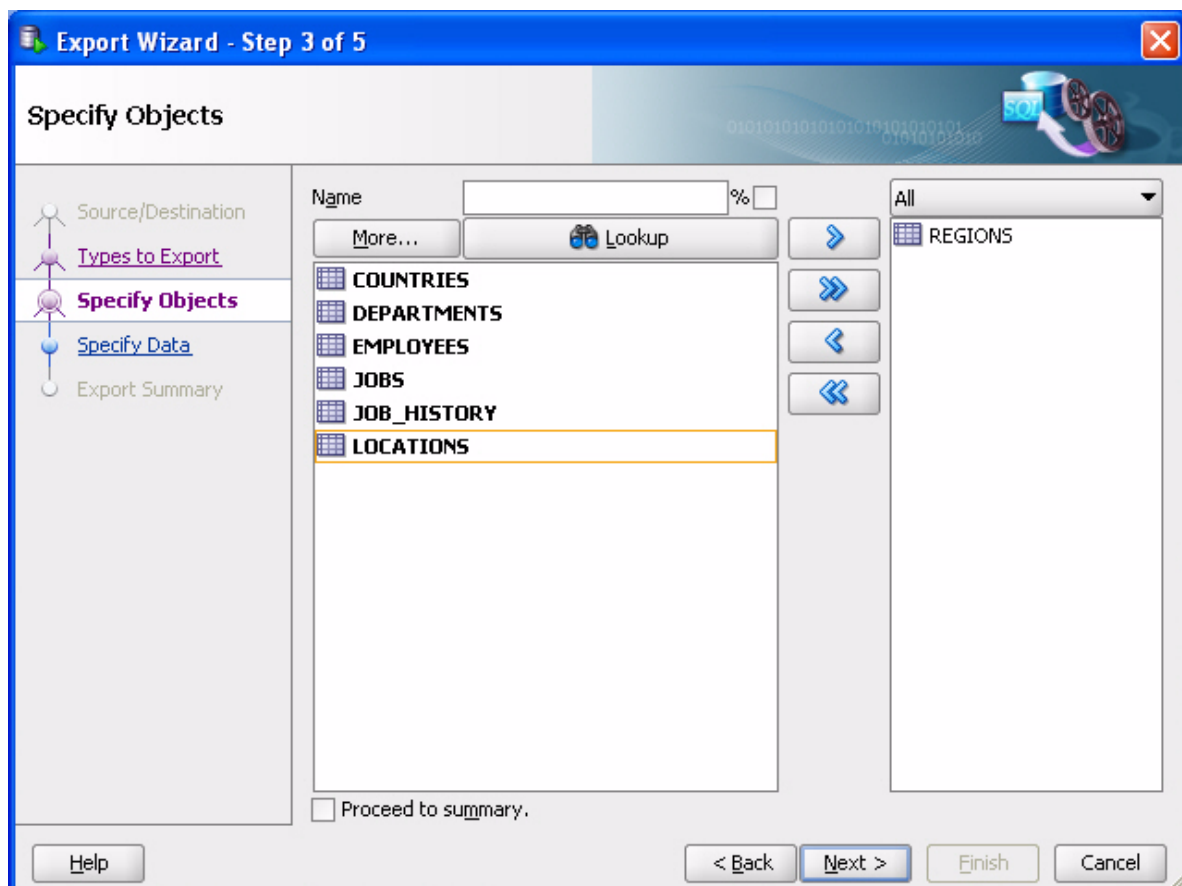 Export Wizard - Step 3 of 5
Specify Objects
SQL
Source/Destination
Types to Export
Specify Objects
Specify Data
Export Summary
Name
%
More...
Lookup
COUNTRIES
DEPARTMENTS
EMPLOYEES
JOBS
JOB_HISTORY
LOCATIONS
All
REGIONS
Proceed to summary.
Help
< Back
Next >
Finish
Cancel